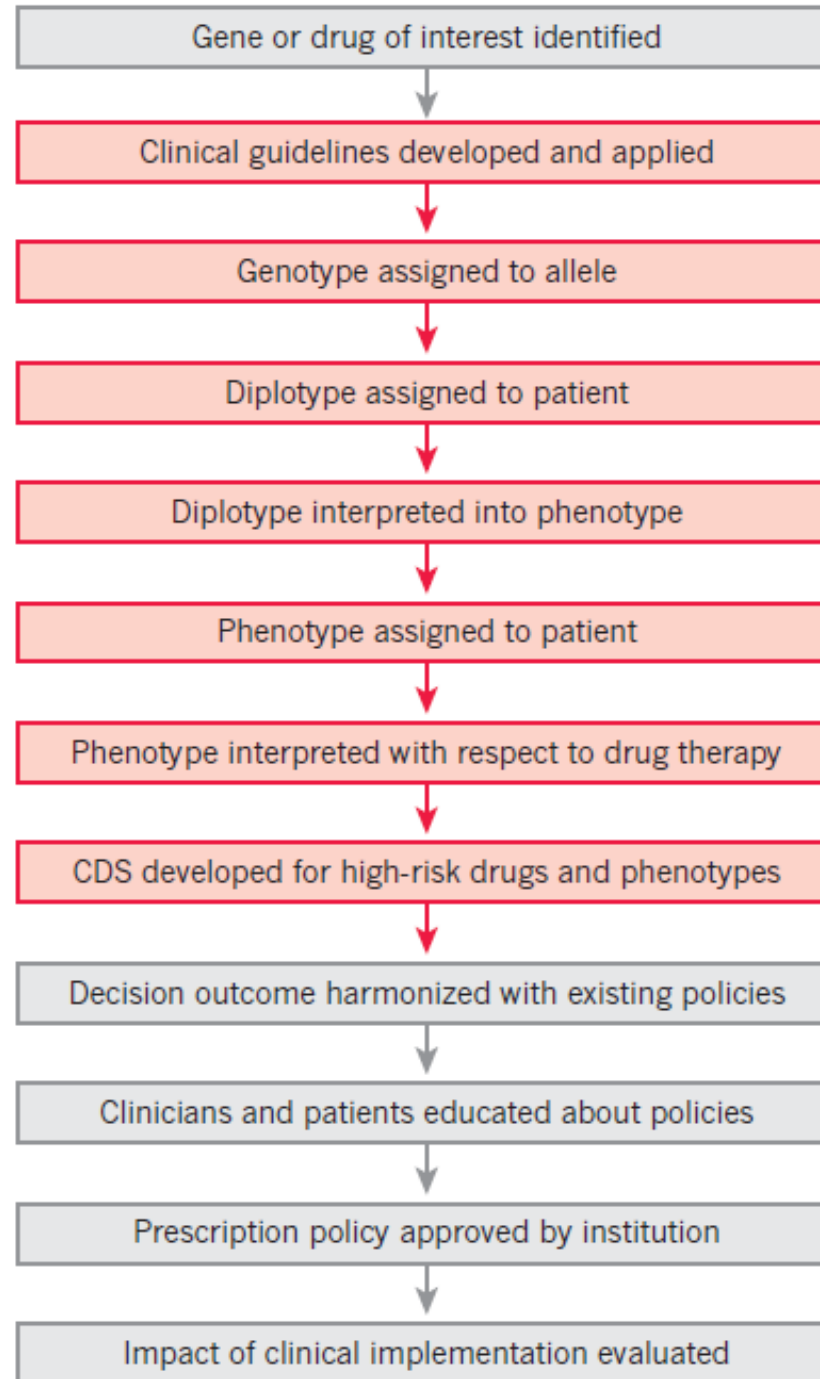 Gene or drug of interest identified
Clinical guidelines developed and applied
Genotype assigned to allele
Diplotype assigned to patient
Diplotype interpreted into phenotype
Phenotype assigned to patient
Phenotype interpreted with respect to drug therapy
CDS developed for high-risk drugs and phenotypes
Decision outcome harmonized with existing policies
Clinicians and patients educated about policies
Prescription policy approved by institution
Impact of clinical implementation evaluated